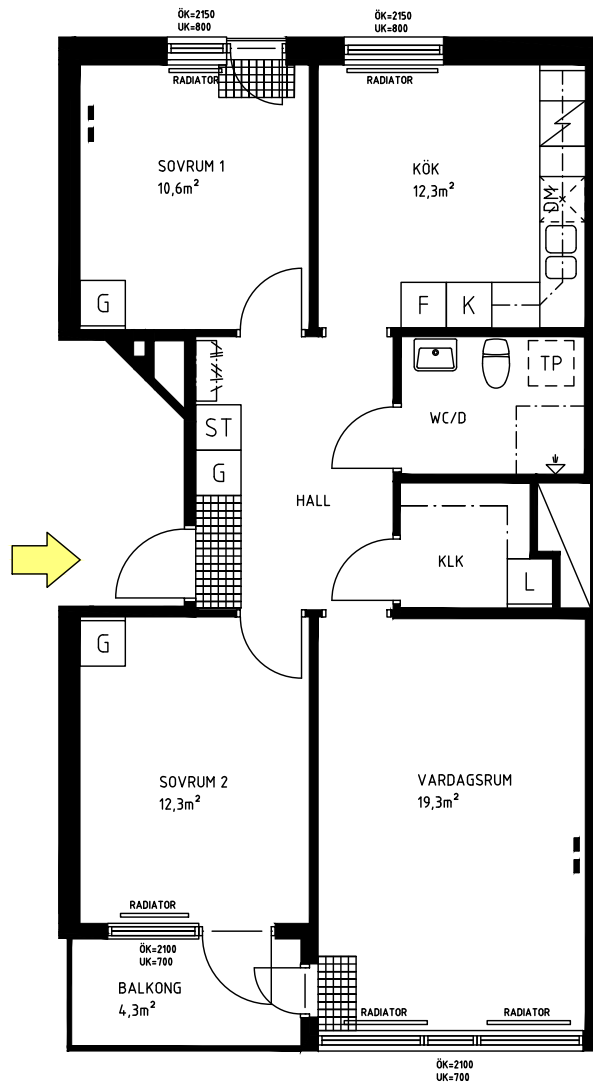 ÖK=2150
UK=800
ÖK=2150
UK=800
RADIATOR
RADIATOR
SOVRUM 1
10,6m²
KÖK
12,3m²
DM
G
F
K
TP
ST
WC/D
G
HALL
KLK
L
G
SOVRUM 2
12,3m²
VARDAGSRUM
19,3m²
RADIATOR
ÖK=2100
UK=700
BALKONG
4,3m²
RADIATOR
RADIATOR
ÖK=2100
UK=700